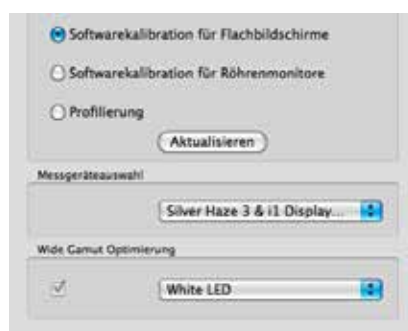 Softwarekalibration für Flachbildschirme
Softwarekalibration für Röhrenmonitore
Profilierung
Aktualisieren
Messgeräteauswahl
Silver Haze 3 & i1 Display...
Wide Gamut Optimierung
White LED